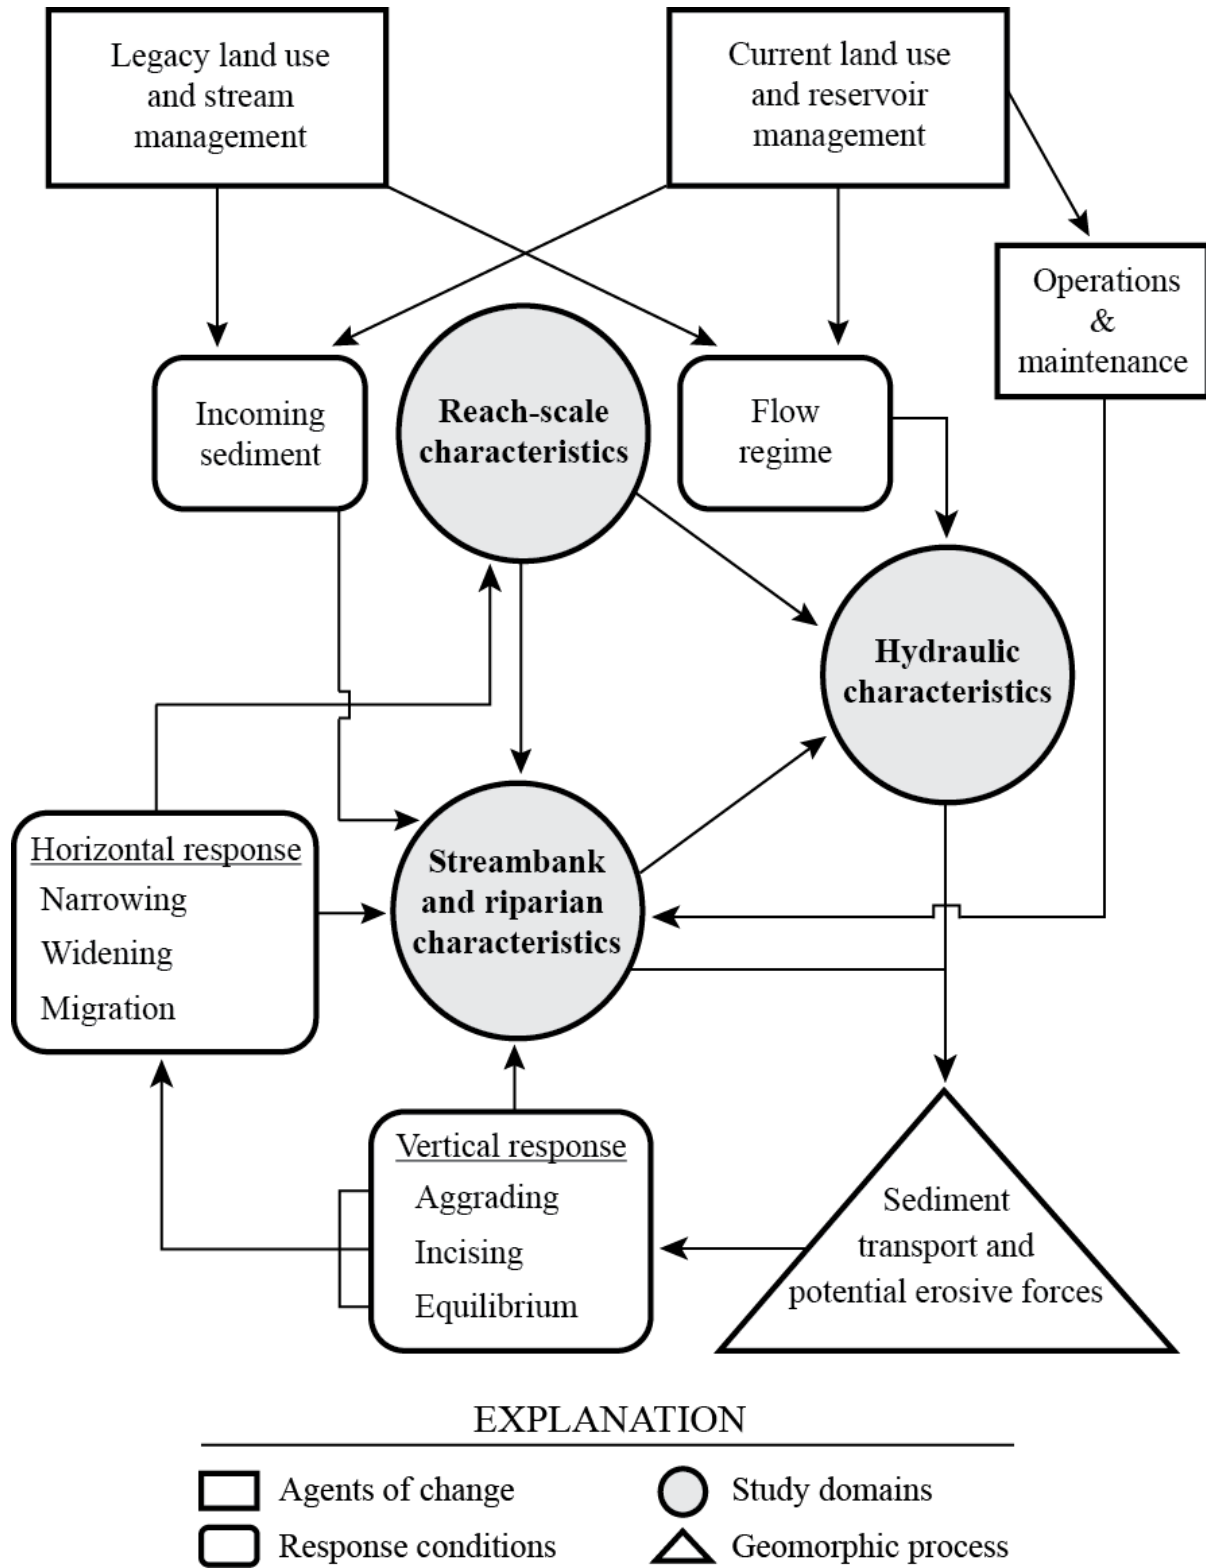 Legacy land use
and stream
management
Current land use
and reservoir
management
Operations
&
maintenance
Incoming
sediment
Reach-scale
characteristics
Flow
regime
Hydraulic
characteristics
Horizontal response
Narrowing
Widening
Migration
Streambank
and riparian
characteristics
Vertical response
Aggrading
Incising
Equilibrium
Sediment
transport and
potential erosive forces
EXPLANATION
Agents of change
Study domains
Response conditions
Geomorphic process